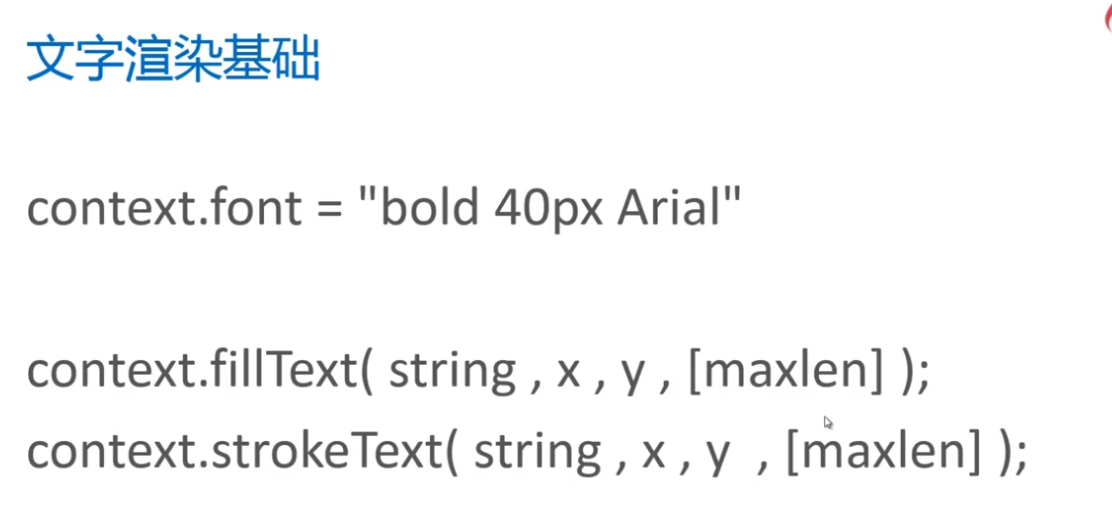 文字渲染基础
context.font = "bold 40px Arial"
context.fillText( string , x , y , [maxlen] );
context.strokeText( string , x , y  , [maxlen] );